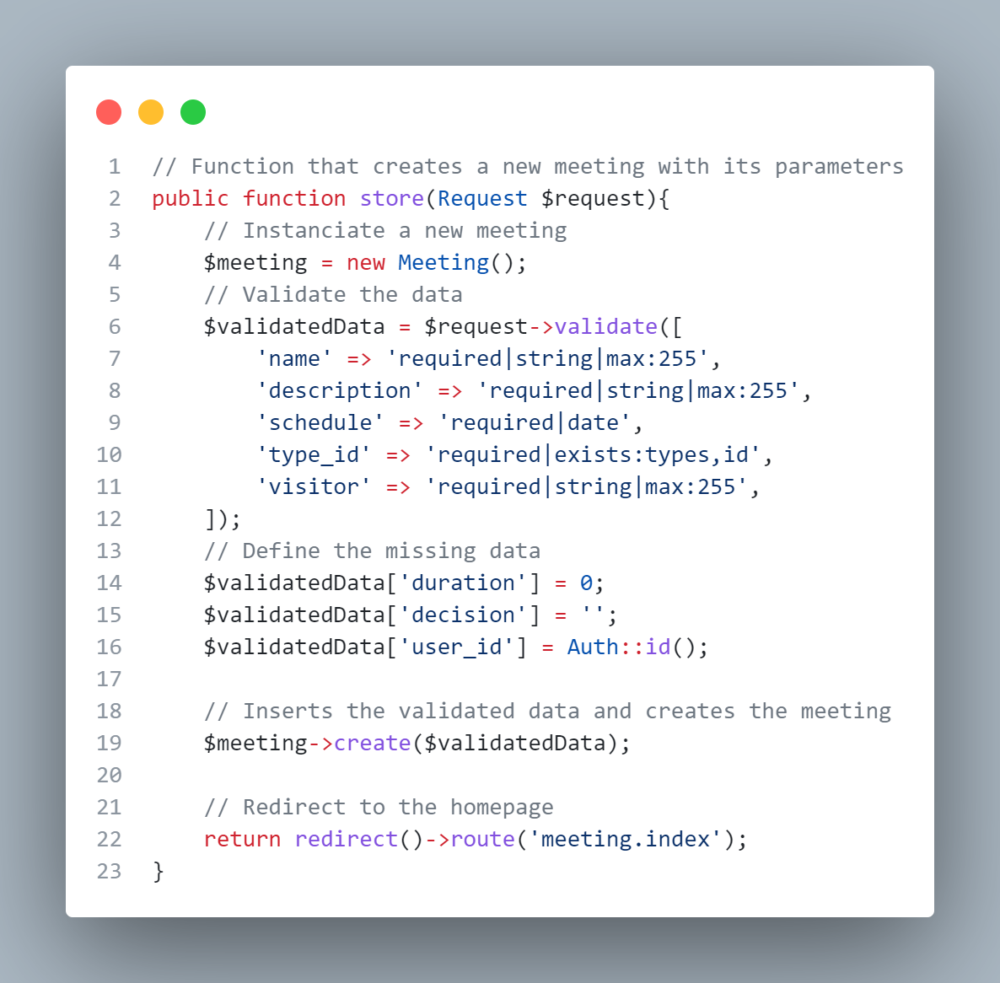 1 // Function that creates a new meeting with its parameters
2 public function store(Request $request){
3     // Instanciate a new meeting
4     $meeting = new Meeting();
5     // Validate the data
6     $validatedData = $request->validate([
7         'name' => 'required|string|max:255',
8         'description' => 'required|string|max:255',
9         'schedule' => 'required|date',
10         'type_id' => 'required|exists:types,id',
11         'visitor' => 'required|string|max:255',
12     ]);
13     // Define the missing data
14     $validatedData['duration'] = 0;
15     $validatedData['decision'] = '';
16     $validatedData['user_id'] = Auth::id();
17
18     // Inserts the validated data and creates the meeting
19     $meeting->create($validatedData);
20
21     // Redirect to the homepage
22     return redirect()->route('meeting.index');
23 }